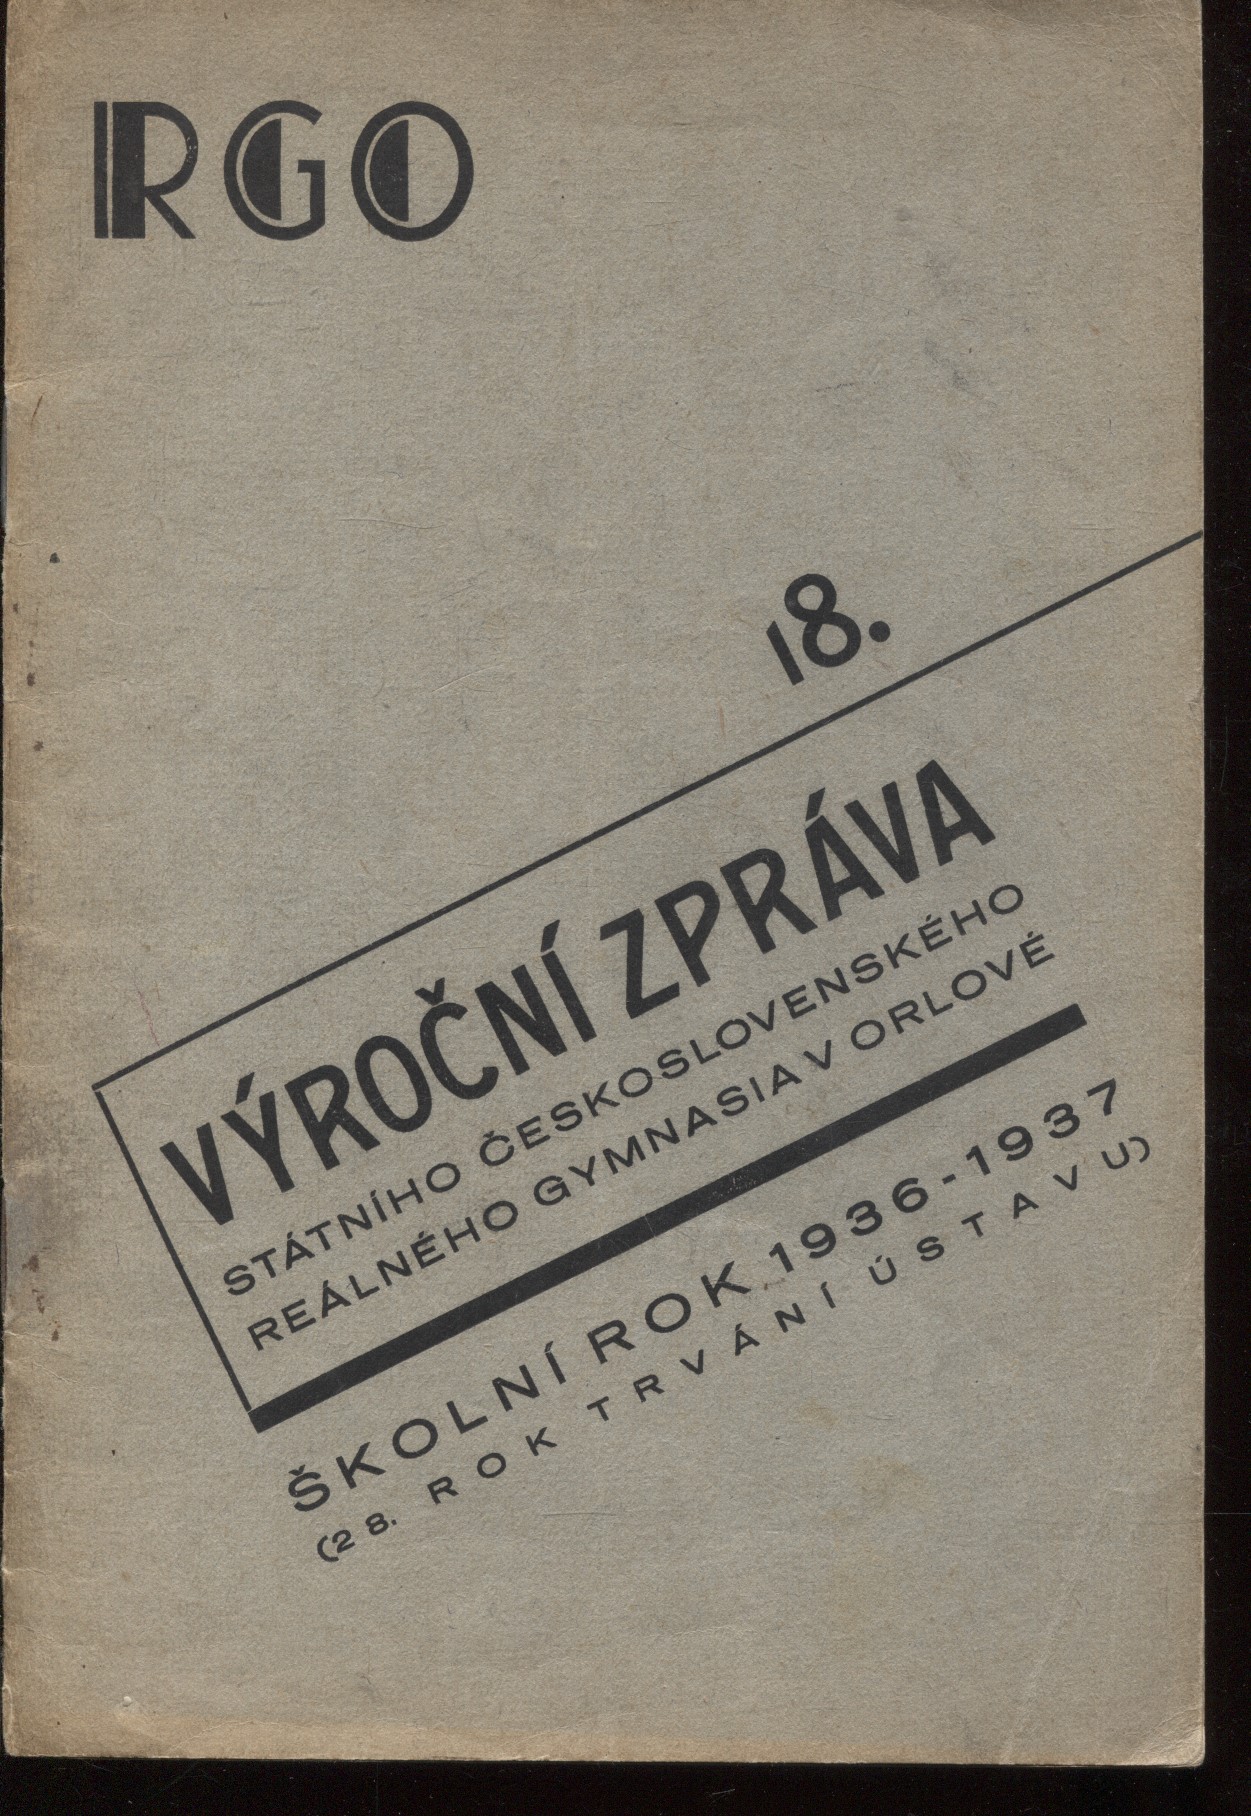 RGO
18.
VÝROČNÍ ZPRÁVA
STÁTNÍHO ČESKOSLOVENSKÉHO
REÁLNÉHO GYMNASIA V ORLOVÉ
ŠKOLNÍ ROK 1936-1937
(28. ROK TRVÁNÍ ÚSTAVU)